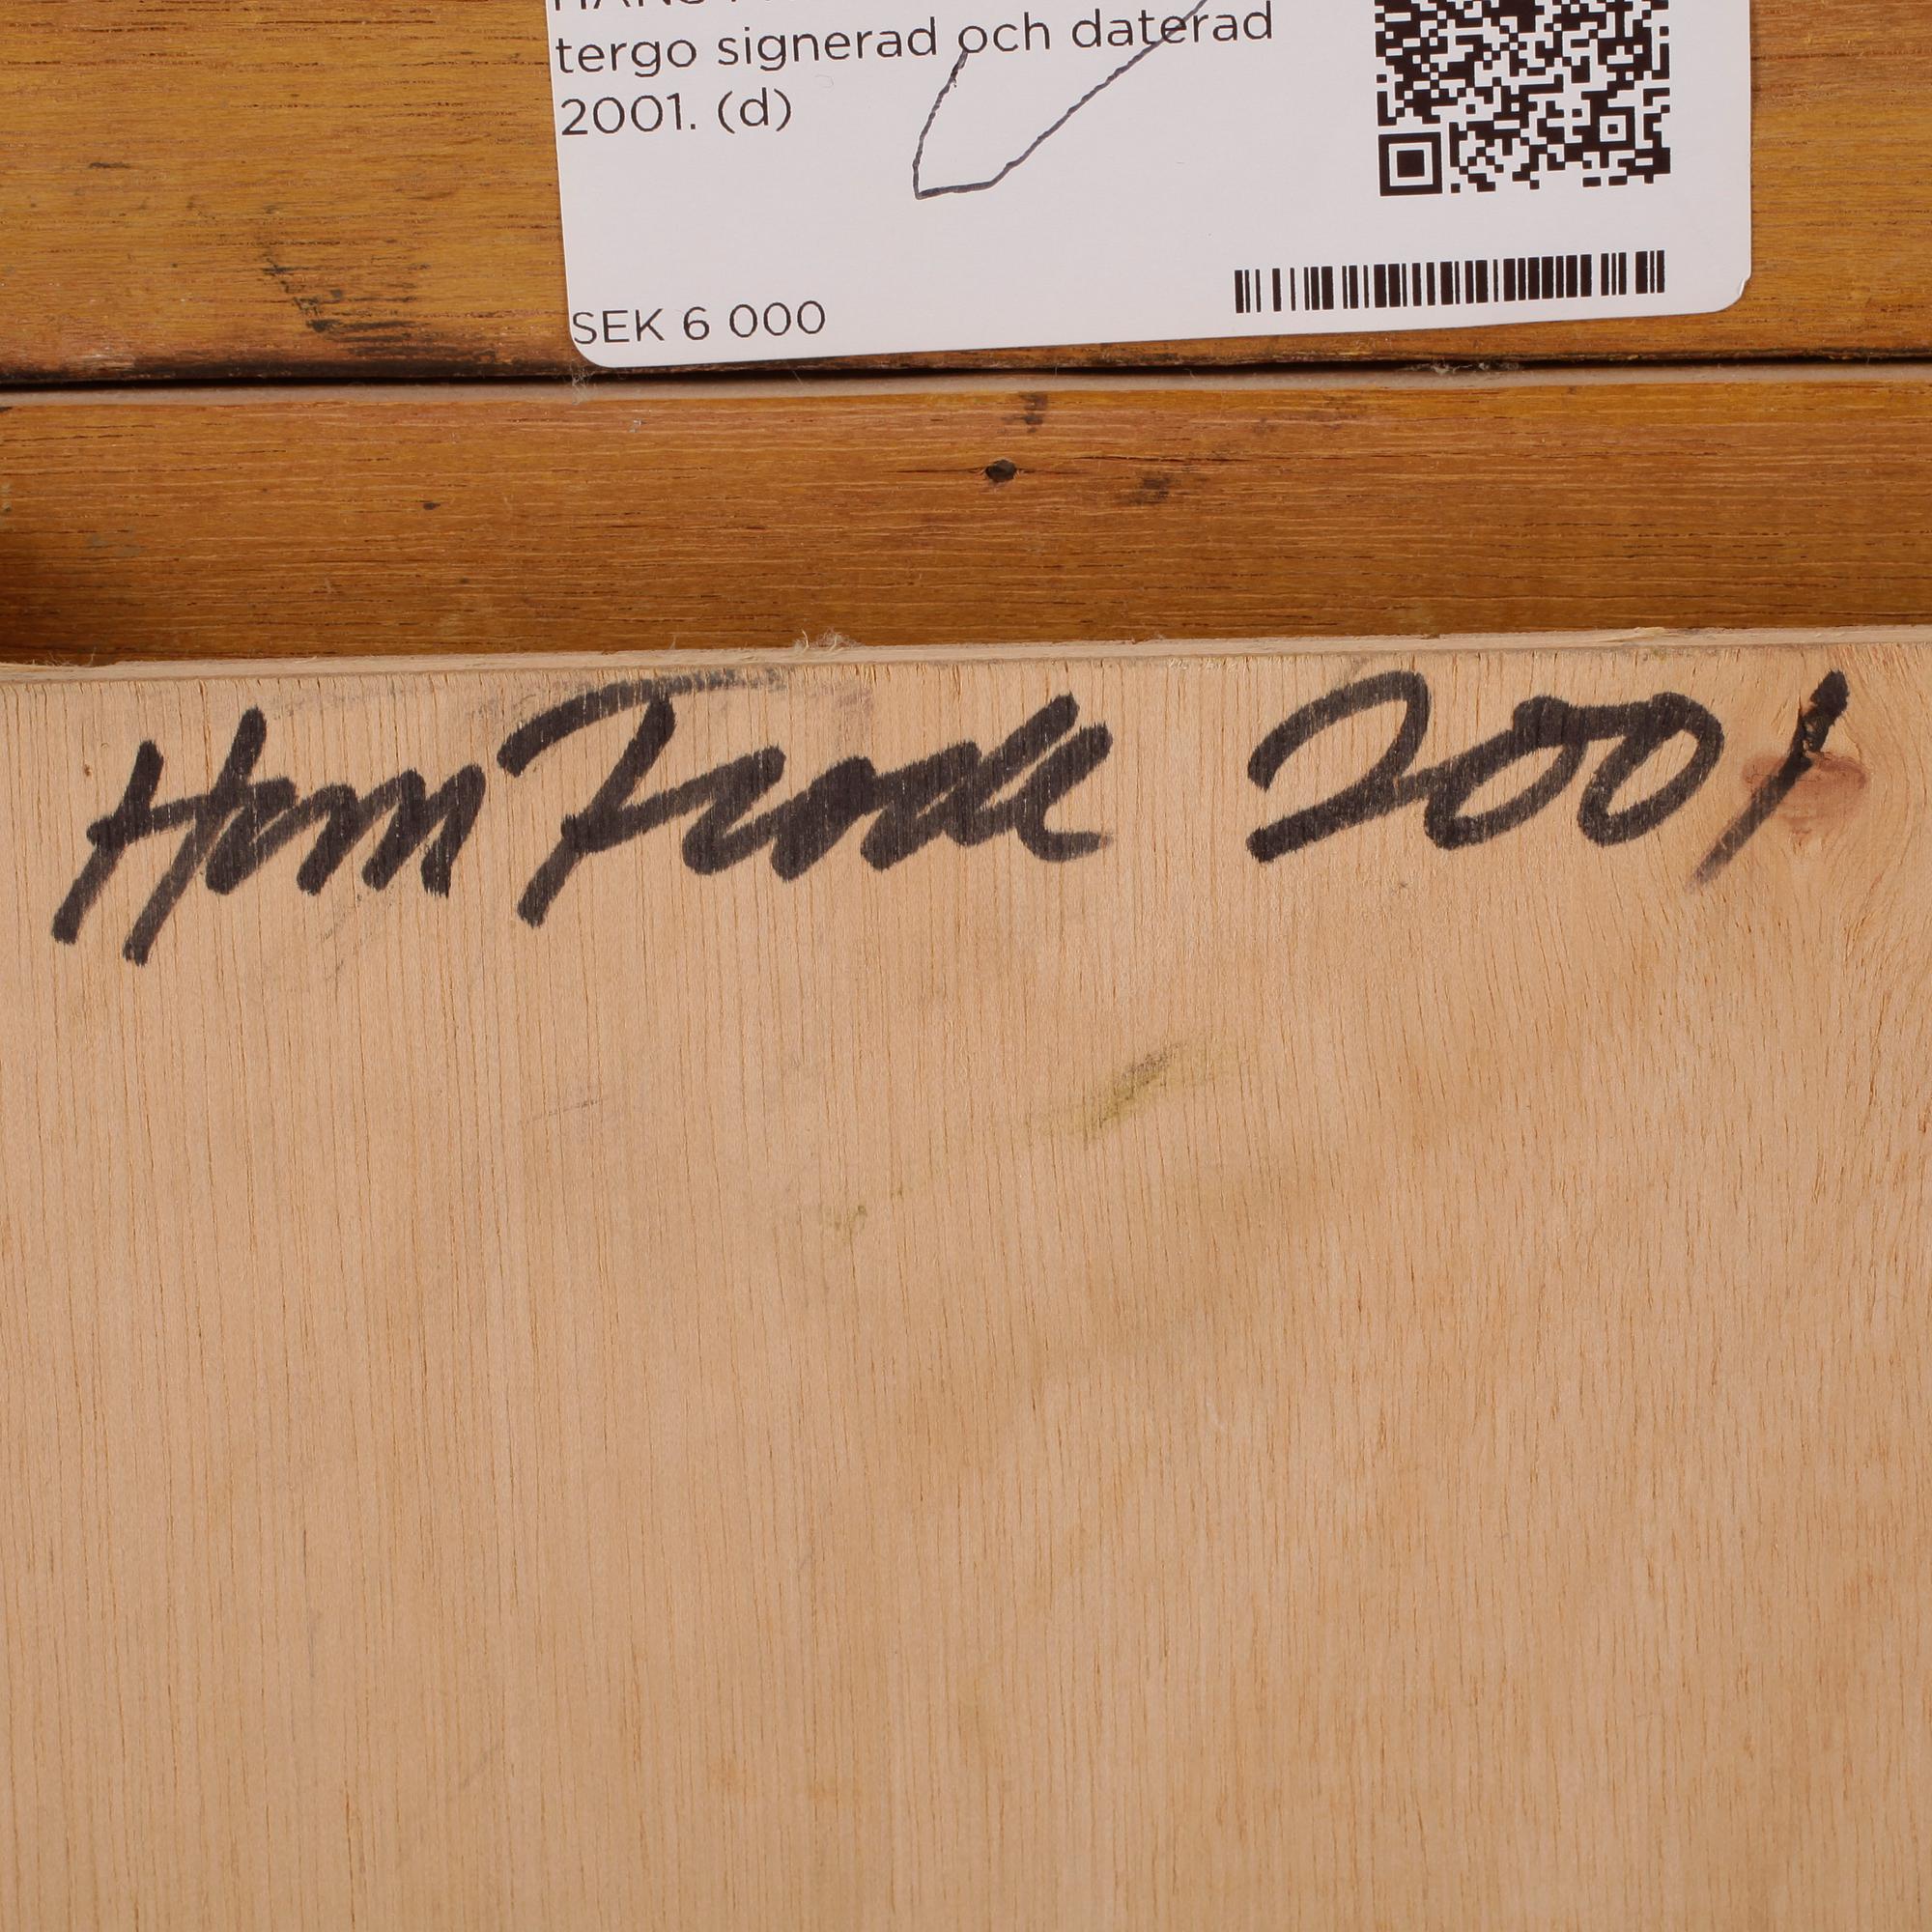 tergo signerad och daterad
2001. (d)
SEK 6 000
Hans Frode 2001